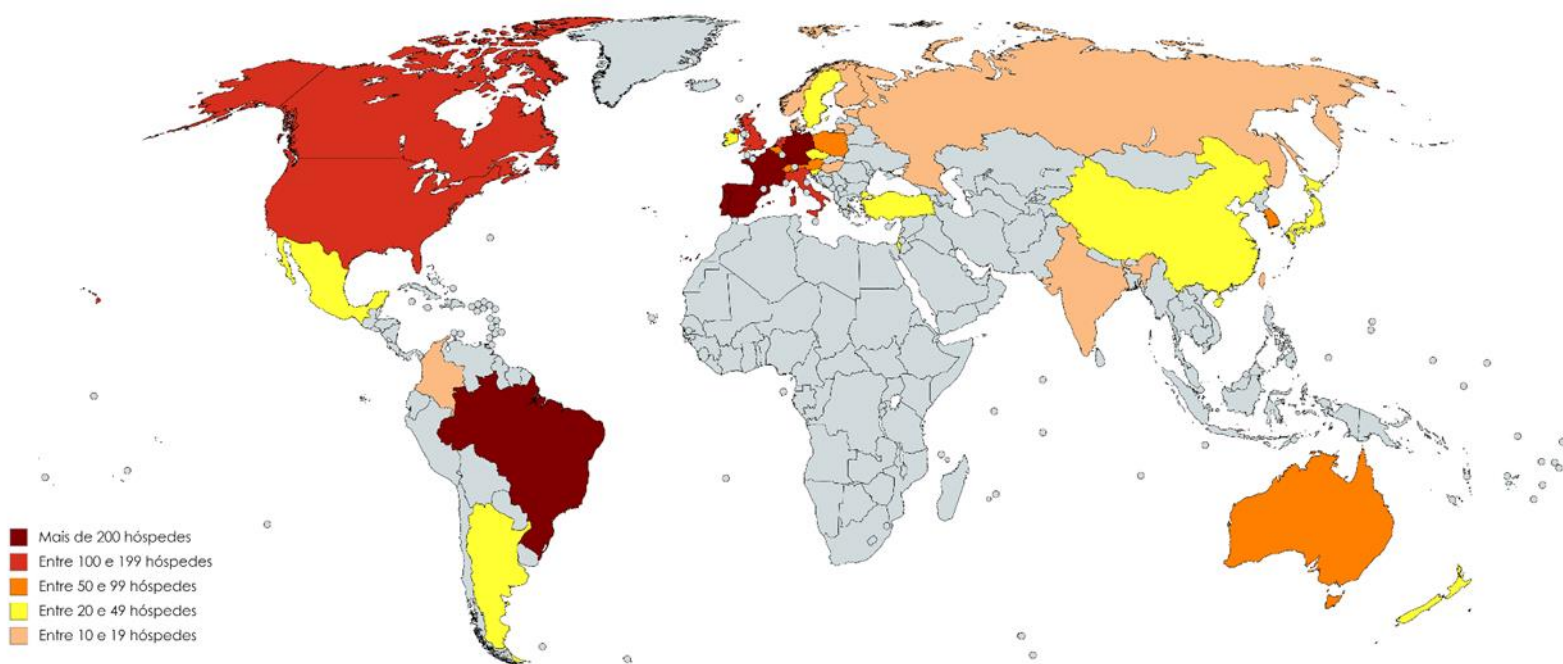 Mais de 200 hóspedes
Entre 100 e 199 hóspedes
Entre 50 e 99 hóspedes
Entre 20 e 49 hóspedes
Entre 10 e 19 hóspedes